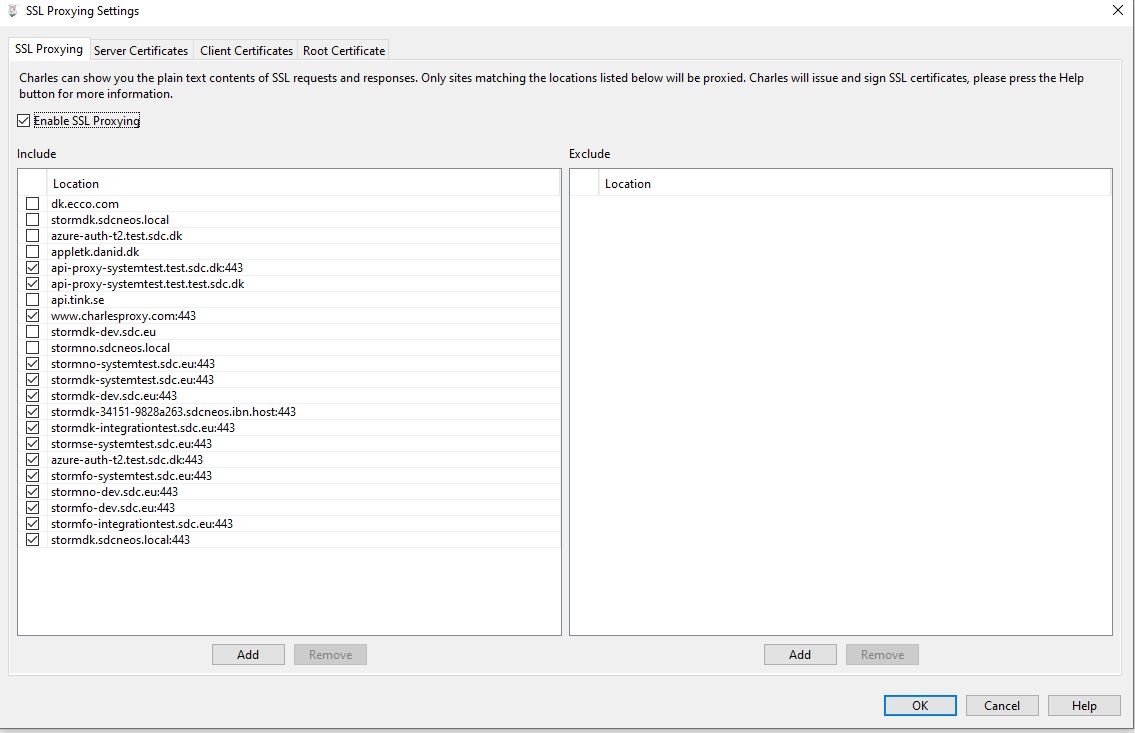 SSL Proxying Settings
SSL Proxying Server Certificates Client Certificates Root Certificate
Charles can show you the plain text contents of SSL requests and responses. Only sites matching the locations listed below will be proxied. Charles will issue and sign SSL certificates, please press the Help
button for more information.
Enable SSL Proxying
Include
Exclude
Location
Location
dk.ecco.com
stormdk.sdcneos.local
azure-auth-t2.test.sdc.dk
appletk.danid.dk
api-proxy-systemtest.test.sdc.dk:443
api-proxy-systemtest.test.test.sdc.dk
api.tink.se
www.charlesproxy.com:443
stormdk-dev.sdc.eu
stormno.sdcneos.local
stormno-systemtest.sdc.eu:443
stormdk-systemtest.sdc.eu:443
stormdk-dev.sdc.eu:443
stormdk-34151-9828a263.sdcneos.ibn.host:443
stormdk-integrationtest.sdc.eu:443
stormse-systemtest.sdc.eu:443
azure-auth-t2.test.sdc.dk:443
stormfo-systemtest.sdc.eu:443
stormno-dev.sdc.eu:443
stormfo-dev.sdc.eu:443
stormfo-integrationtest.sdc.eu:443
stormdk.sdcneos.local:443
Add Remove
Add Remove
OK Cancel Help